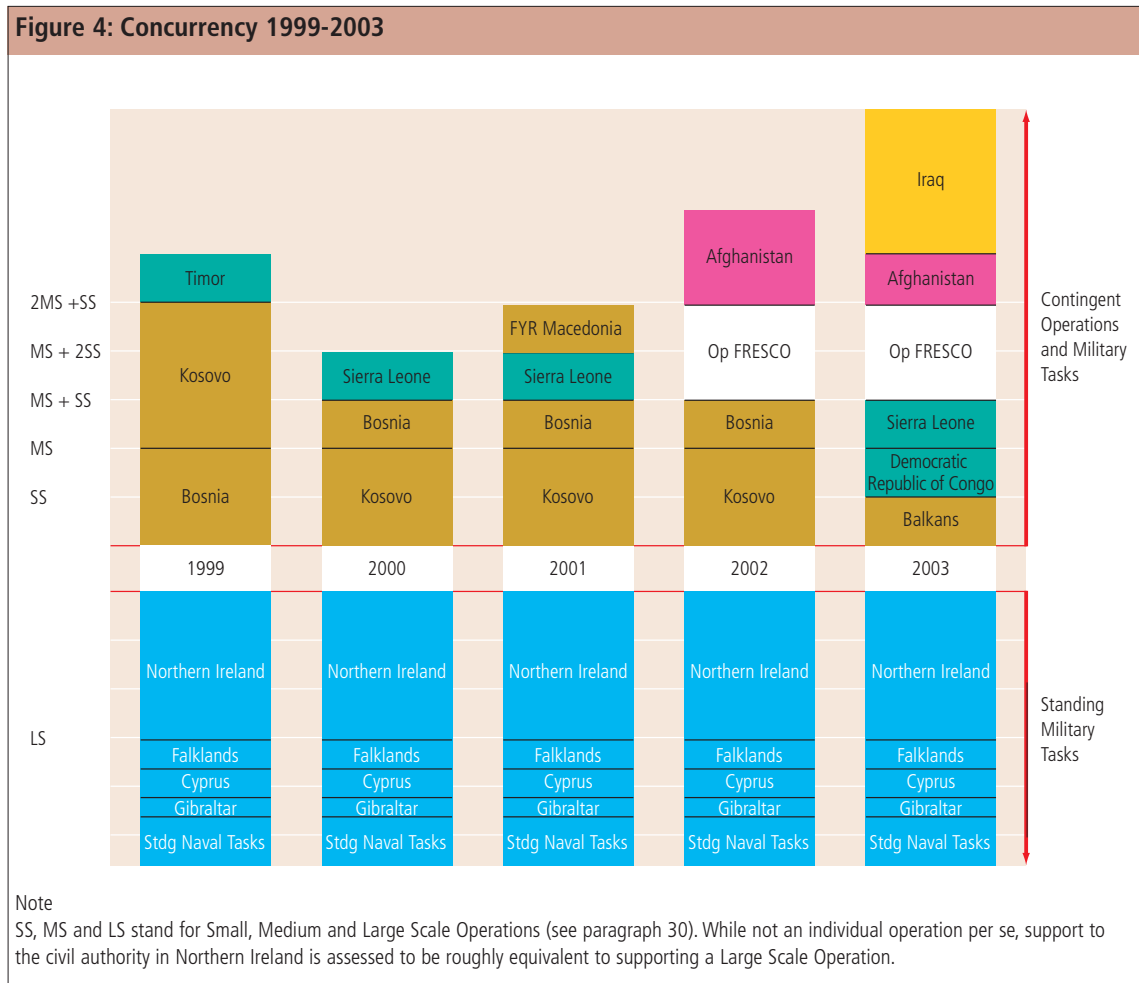 Figure 4: Concurrency 1999-2003
2MS +SS
MS + 2SS
MS + SS
MS
SS
LS
Timor
Kosovo
Bosnia
1999
Northern Ireland
Falklands
Cyprus
Gibraltar
Stdg Naval Tasks
Sierra Leone
Bosnia
Kosovo
2000
Northern Ireland
Falklands
Cyprus
Gibraltar
Stdg Naval Tasks
FYR Macedonia
Sierra Leone
Bosnia
Kosovo
2001
Northern Ireland
Falklands
Cyprus
Gibraltar
Stdg Naval Tasks
Afghanistan
Op FRESCO
Bosnia
Kosovo
2002
Northern Ireland
Falklands
Cyprus
Gibraltar
Stdg Naval Tasks
Iraq
Afghanistan
Op FRESCO
Sierra Leone
Democratic
Republic of Congo
Balkans
2003
Northern Ireland
Falklands
Cyprus
Gibraltar
Stdg Naval Tasks
Contingent
Operations
and Military
Tasks
Standing
Military
Tasks
Note
SS, MS and LS stand for Small, Medium and Large Scale Operations (see paragraph 30). While not an individual operation per se, support to
the civil authority in Northern Ireland is assessed to be roughly equivalent to supporting a Large Scale Operation.